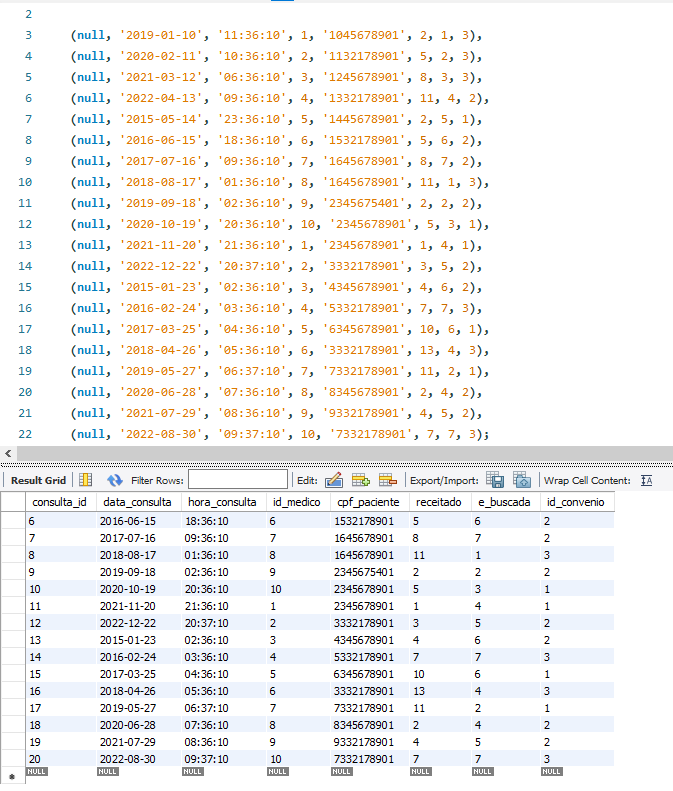 2
3 (null, '2019-01-10', '11:36:10', 1, '1045678901', 2, 1, 3),
4 (null, '2020-02-11', '10:36:10', 2, '1132178901', 5, 2, 3),
5 (null, '2021-03-12', '06:36:10', 3, '1245678901', 8, 3, 3),
6 (null, '2022-04-13', '09:36:10', 4, '1332178901', 11, 4, 2),
7 (null, '2015-05-14', '23:36:10', 5, '1445678901', 2, 5, 1),
8 (null, '2016-06-15', '18:36:10', 6, '1532178901', 5, 6, 2),
9 (null, '2017-07-16', '09:36:10', 7, '1645678901', 8, 7, 2),
10 (null, '2018-08-17', '01:36:10', 8, '1645678901', 11, 1, 3),
11 (null, '2019-09-18', '02:36:10', 9, '2345675401', 2, 2, 2),
12 (null, '2020-10-19', '20:36:10', 10, '2345678901', 5, 3, 1),
13 (null, '2021-11-20', '21:36:10', 1, '2345678901', 1, 4, 1),
14 (null, '2022-12-22', '20:37:10', 2, '3332178901', 3, 5, 2),
15 (null, '2015-01-23', '02:36:10', 3, '4345678901', 4, 6, 2),
16 (null, '2016-02-24', '03:36:10', 4, '5332178901', 7, 7, 3),
17 (null, '2017-03-25', '04:36:10', 5, '6345678901', 10, 6, 1),
18 (null, '2018-04-26', '05:36:10', 6, '3332178901', 13, 4, 3),
19 (null, '2019-05-27', '06:37:10', 7, '7332178901', 11, 2, 1),
20 (null, '2020-06-28', '07:36:10', 8, '8345678901', 2, 4, 2),
21 (null, '2021-07-29', '08:36:10', 9, '9332178901', 4, 5, 2),
22 (null, '2022-08-30', '09:37:10', 10, '7332178901', 7, 7, 3);
Result Grid Filter Rows: Edit: Export/Import: Wrap Cell Content:
consulta_id data_consulta hora_consulta id_medico cpf_paciente receitado e_buscada id_convenio
6 2016-06-15 18:36:10 6 1532178901 5 6 2
7 2017-07-16 09:36:10 7 1645678901 8 7 2
8 2018-08-17 01:36:10 8 1645678901 11 1 3
9 2019-09-18 02:36:10 9 2345675401 2 2 2
10 2020-10-19 20:36:10 10 2345678901 5 3 1
11 2021-11-20 21:36:10 1 2345678901 1 4 1
12 2022-12-22 20:37:10 2 3332178901 3 5 2
13 2015-01-23 02:36:10 3 4345678901 4 6 2
14 2016-02-24 03:36:10 4 5332178901 7 7 3
15 2017-03-25 04:36:10 5 6345678901 10 6 1
16 2018-04-26 05:36:10 6 3332178901 13 4 3
17 2019-05-27 06:37:10 7 7332178901 11 2 1
18 2020-06-28 07:36:10 8 8345678901 2 4 2
19 2021-07-29 08:36:10 9 9332178901 4 5 2
20 2022-08-30 09:37:10 10 7332178901 7 7 3
NULL NULL NULL NULL NULL NULL NULL NULL